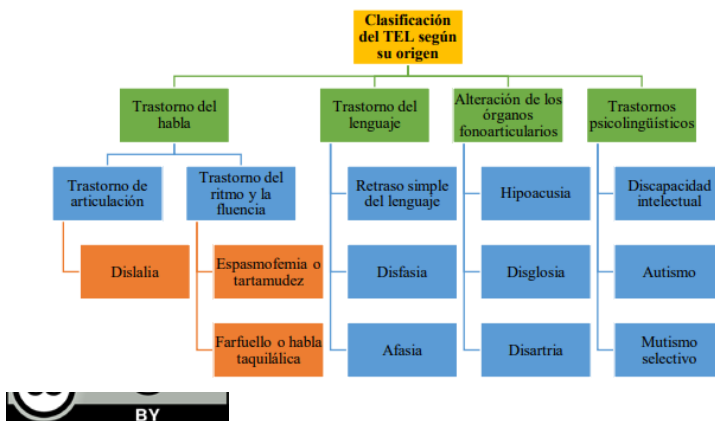 Clasificación
del TEL según
su origen
Trastorno del
habla
Trastorno del
lenguaje
Alteración de los
órganos
fonoarticularios
Trastornos
psicolingüísticos
Trastorno de
articulación
Trastorno del
ritmo y la
fluencia
Retraso simple
del lenguaje
Hipoacusia
Discapacidad
intelectual
Dislalia
Espasmofemia o
tartamudez
Disfasia
Disglosia
Autismo
Farfuello o habla
taquilálica
Afasia
Disartria
Mutismo
selectivo
BY